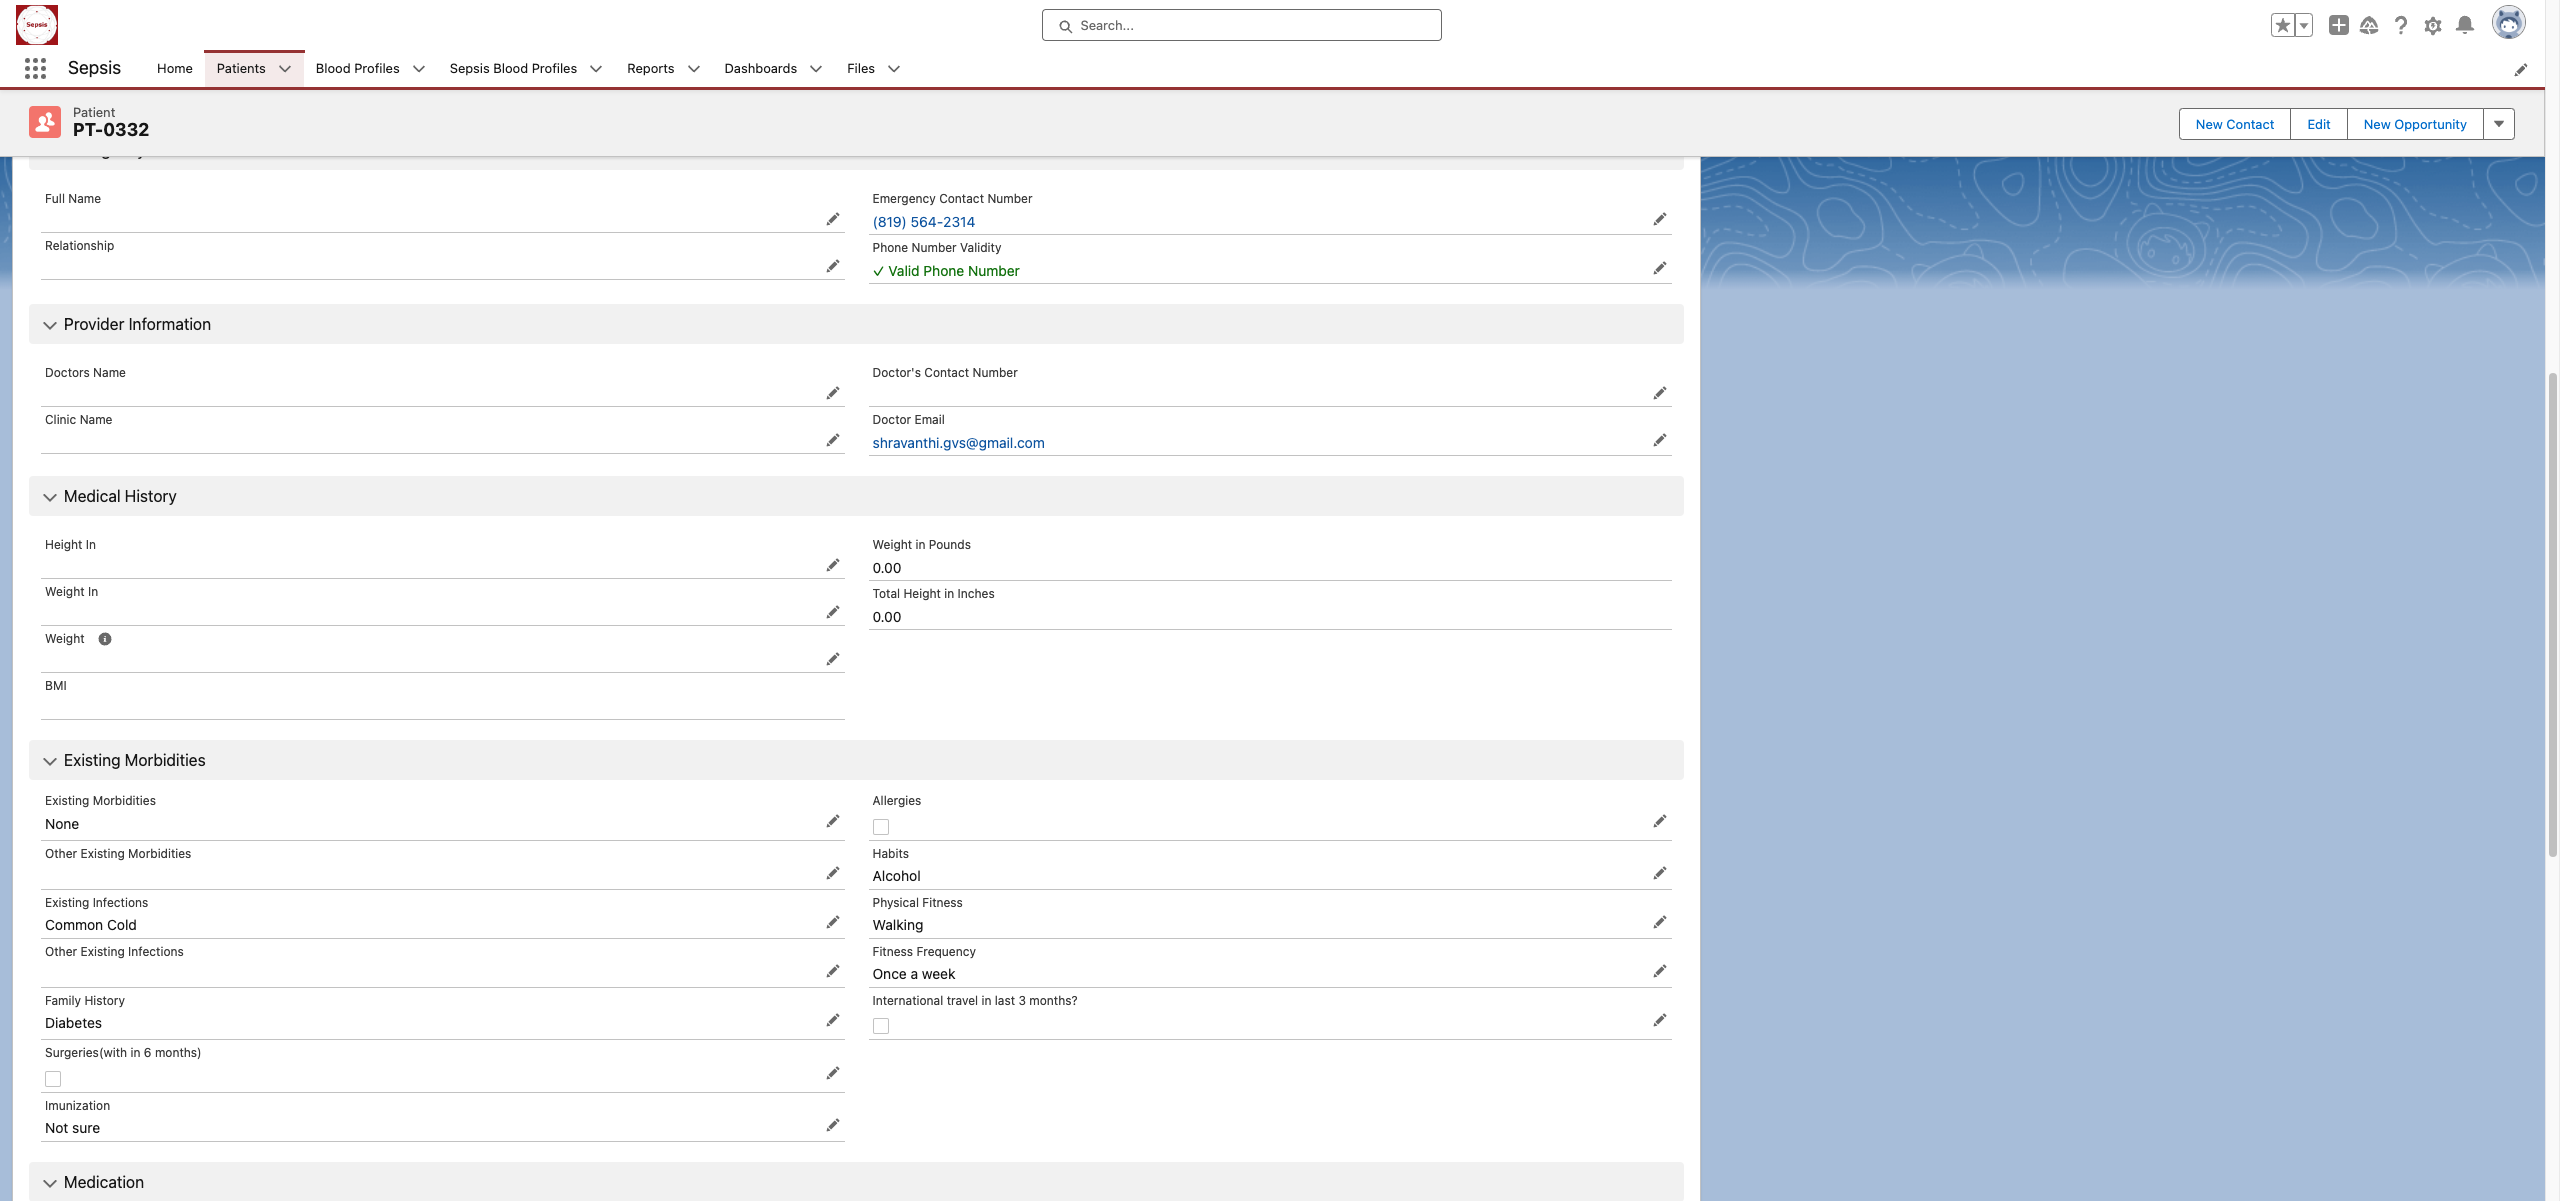 Sepsis
Search...
Sepsis
Home
Patients
Blood Profiles
Sepsis Blood Profiles
Reports
Dashboards
Files
Patient
PT-0332
New Contact
Edit
New Opportunity
Full Name
Emergency Contact Number
(819) 564-2314
Relationship
Phone Number Validity
✓ Valid Phone Number
Provider Information
Doctors Name
Doctor's Contact Number
Clinic Name
Doctor Email
shravanthi.gvs@gmail.com
Medical History
Height In
Weight in Pounds
0.00
Weight In
Total Height in Inches
0.00
Weight
BMI
Existing Morbidities
Existing Morbidities
None
Allergies
Other Existing Morbidities
Habits
Alcohol
Existing Infections
Common Cold
Physical Fitness
Walking
Other Existing Infections
Fitness Frequency
Once a week
Family History
Diabetes
International travel in last 3 months?
Surgeries(with in 6 months)
Imunization
Not sure
Medication